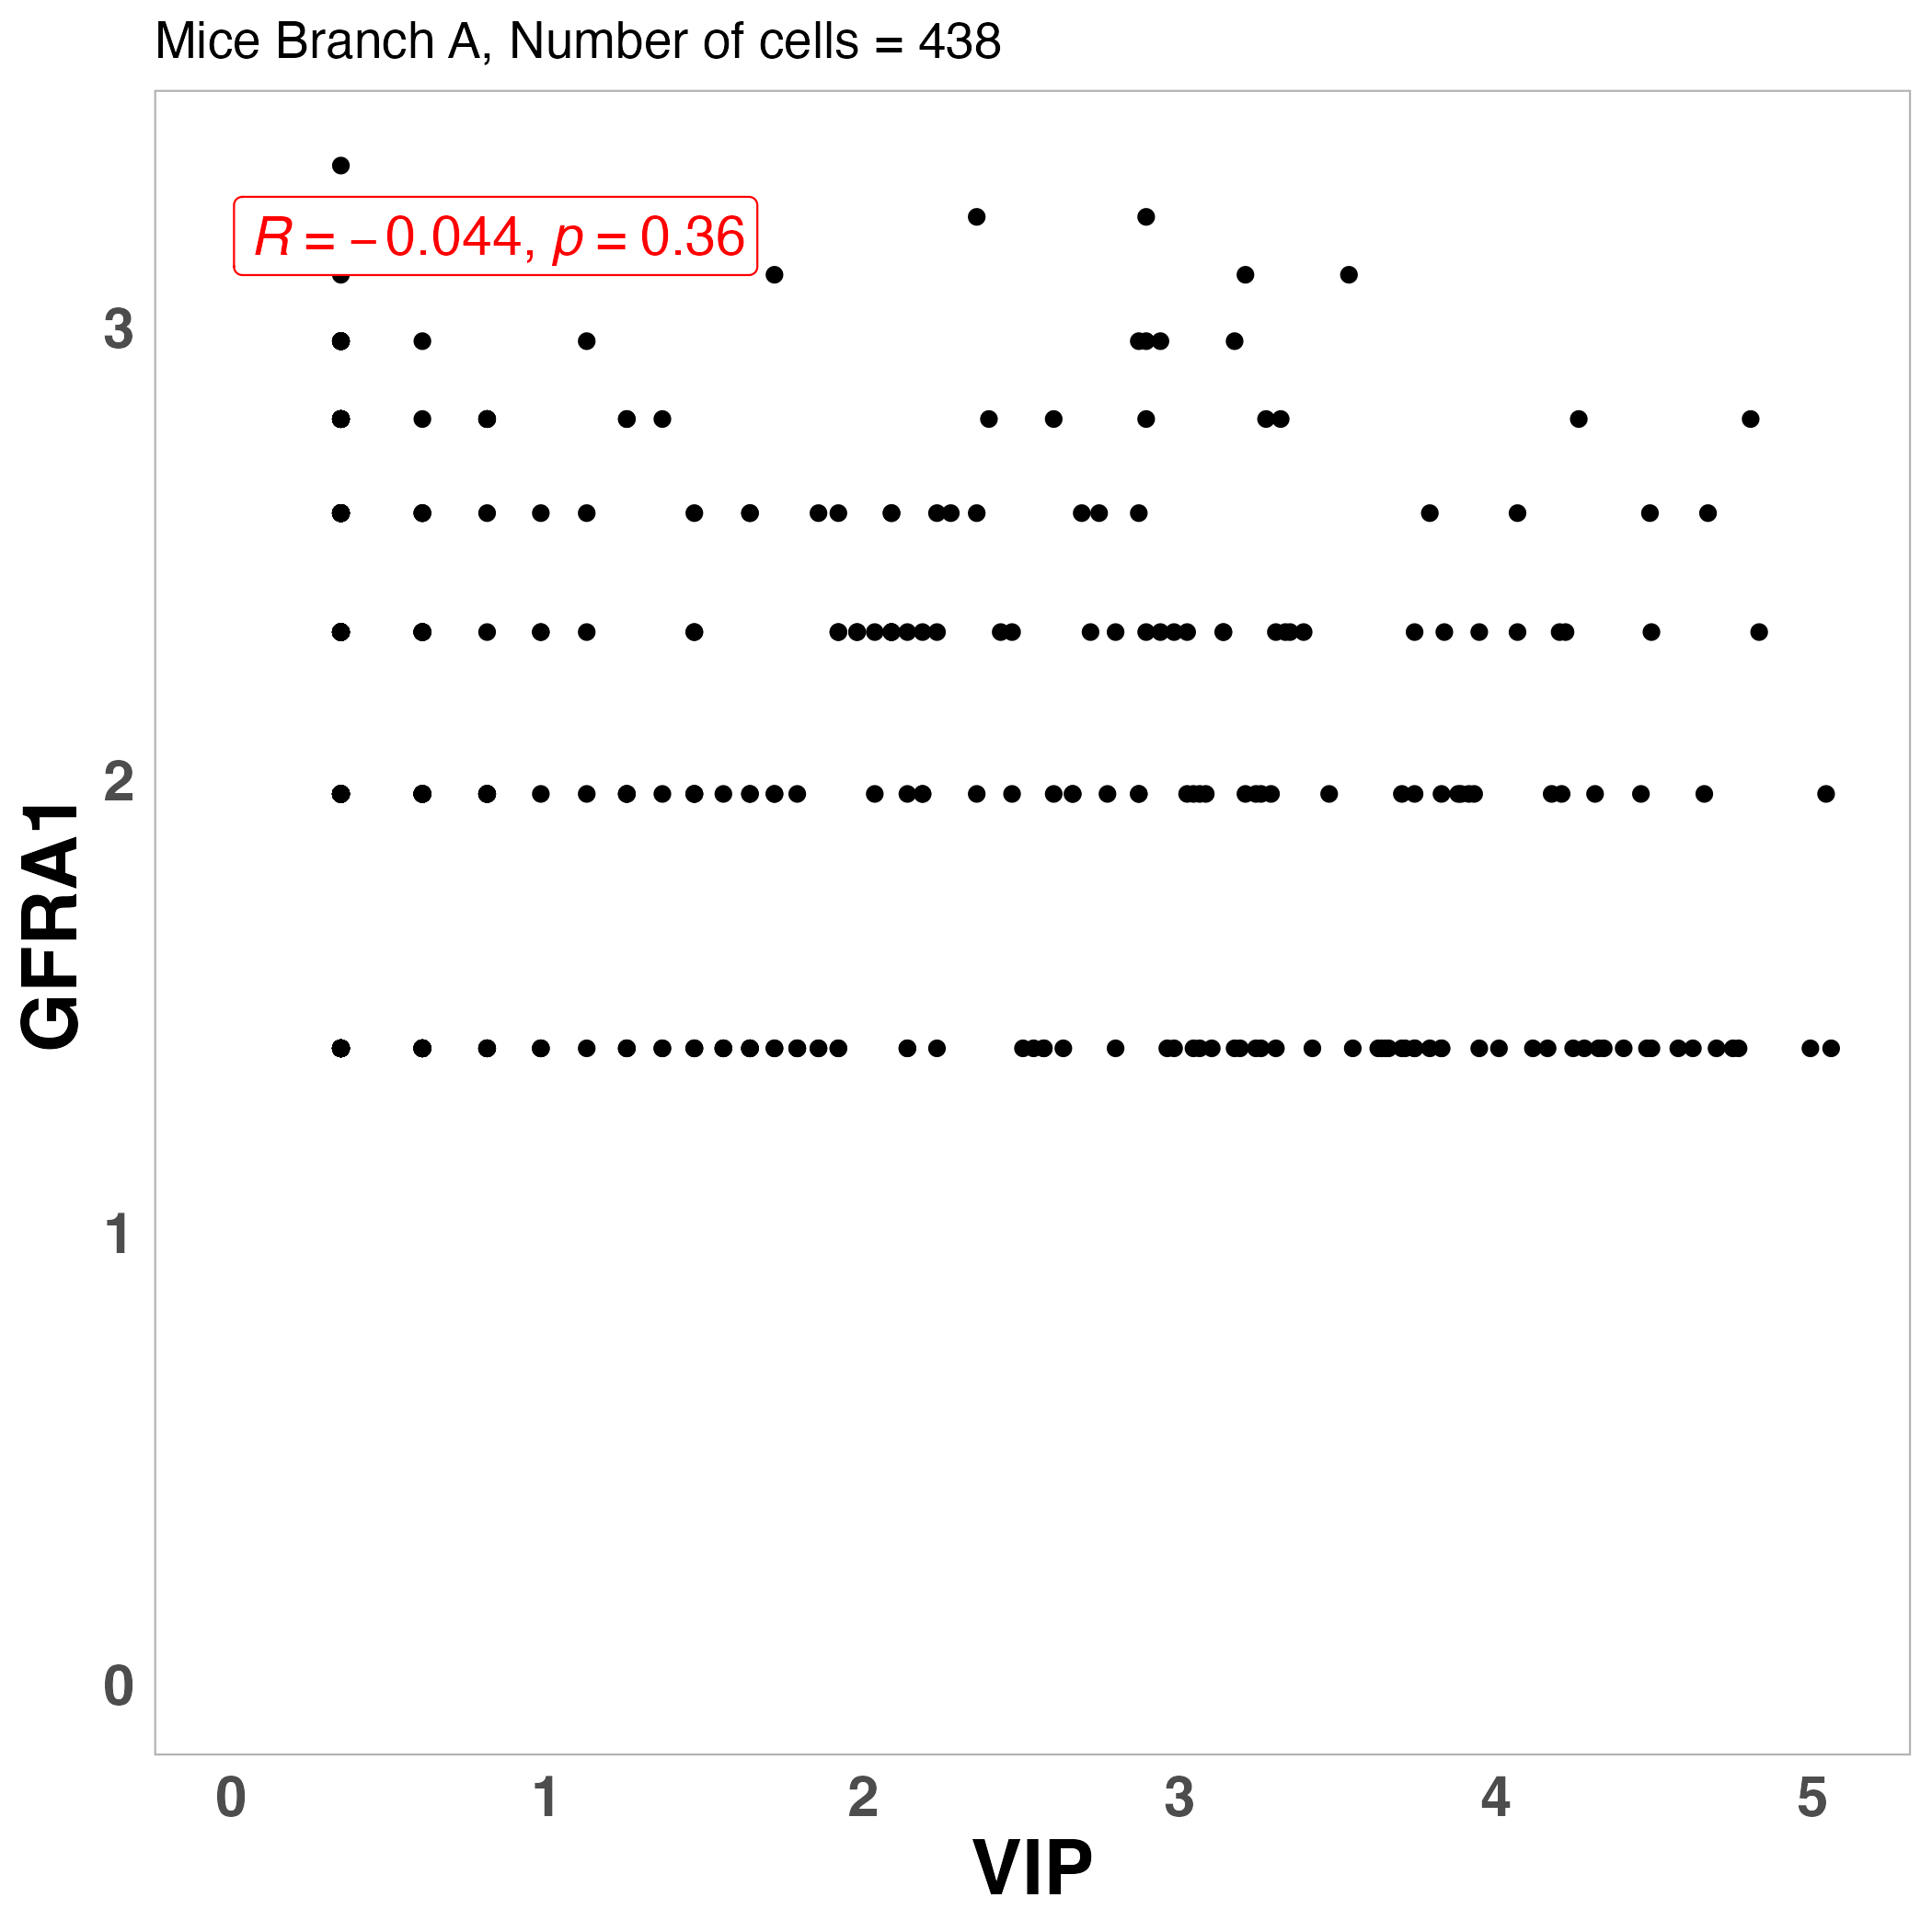 Mice Branch A, Number of cells = 438
R = −0.044, p = 0.36
3
2
1
0
GFRA1
0 1 2 3 4 5
VIP